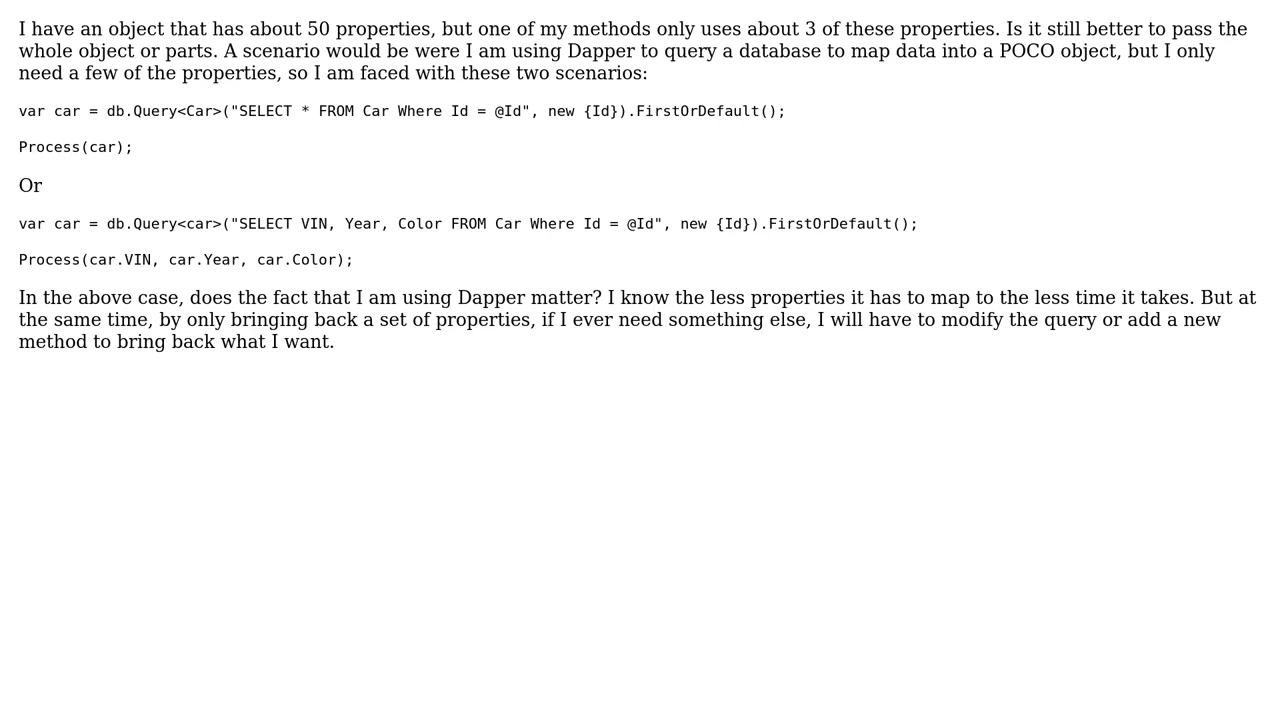 I have an object that has about 50 properties, but one of my methods only uses about 3 of these properties. Is it still better to pass the
whole object or parts. A scenario would be were I am using Dapper to query a database to map data into a POCO object, but I only
need a few of the properties, so I am faced with these two scenarios:
var car = db.Query<Car>("SELECT * FROM Car Where Id = @Id", new {Id}).FirstOrDefault();
Process(car);
Or
var car = db.Query<car>("SELECT VIN, Year, Color FROM Car Where Id = @Id", new {Id}).FirstOrDefault();
Process(car.VIN, car.Year, car.Color);
In the above case, does the fact that I am using Dapper matter? I know the less properties it has to map to the less time it takes. But at
the same time, by only bringing back a set of properties, if I ever need something else, I will have to modify the query or add a new
method to bring back what I want.